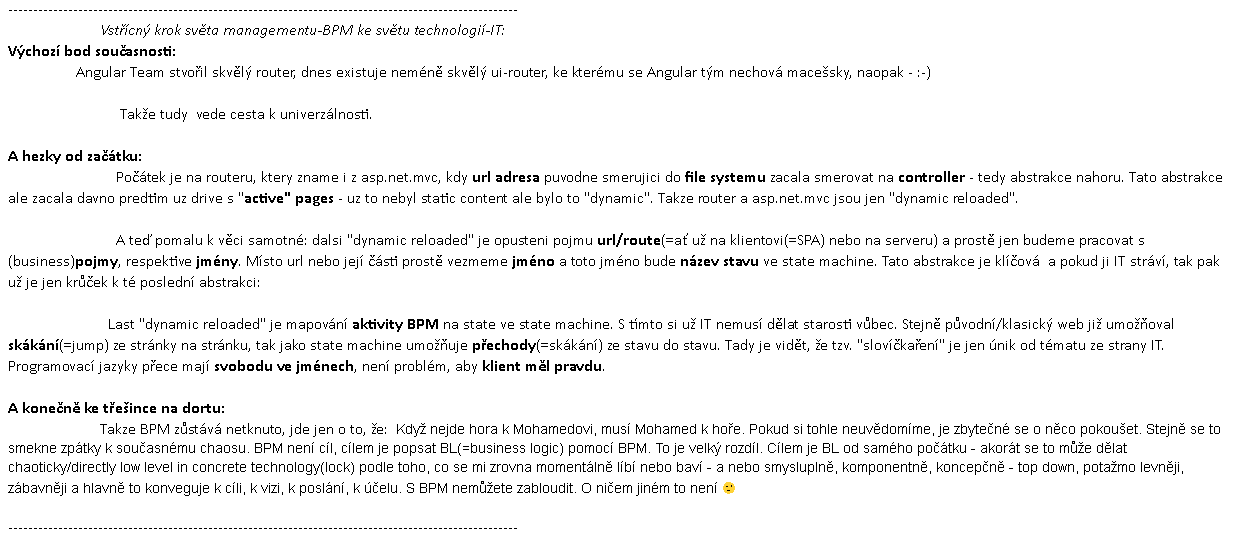 ------------------------------------------------------------------------------------------------------
Vstřícný krok světa managementu-BPM ke světu technologií-IT:
Výchozí bod současnosti:
Angular Team stvořil skvělý router, dnes existuje neméně skvělý ui-router, ke kterému se Angular tým nechová macešsky, naopak - :-)
Takže tudy  vede cesta k univerzálnosti.
A hezky od začátku:
Počátek je na routeru, ktery zname i z asp.net.mvc, kdy url adresa puvodne smerujici do file systemu zacala smerovat na controller - tedy abstrakce nahoru. Tato abstrakce
ale zacala davno predtim uz drive s "active" pages - uz to nebyl static content ale bylo to "dynamic". Takze router a asp.net.mvc jsou jen "dynamic reloaded".
A teď pomalu k věci samotné: dalsi "dynamic reloaded" je opusteni pojmu url/route(=ať už na klientovi(=SPA) nebo na serveru) a prostě jen budeme pracovat s
(business)pojmy, respektive jmény. Místo url nebo její části prostě vezmeme jméno a toto jméno bude název stavu ve state machine. Tato abstrakce je klíčová  a pokud ji IT stráví, tak pak
už je jen krůček k té poslední abstrakci:
Last "dynamic reloaded" je mapování aktivity BPM na state ve state machine. S tímto si už IT nemusí dělat starosti vůbec. Stejně původní/klasický web již umožňoval
skákání(=jump) ze stránky na stránku, tak jako state machine umožňuje přechody(=skákání) ze stavu do stavu. Tady je vidět, že tzv. "slovíčkaření" je jen únik od tématu ze strany IT.
Programovací jazyky přece mají svobodu ve jménech, není problém, aby klient měl pravdu.
A konečně ke třešince na dortu:
Takze BPM zůstává netknuto, jde jen o to, že:  Když nejde hora k Mohamedovi, musí Mohamed k hoře. Pokud si tohle neuvědomíme, je zbytečné se o něco pokoušet. Stejně se to
smekne zpátky k současnému chaosu. BPM není cíl, cílem je popsat BL(=business logic) pomocí BPM. To je velký rozdíl. Cílem je BL od samého počátku - akorát se to může dělat
chaoticky/directly low level in concrete technology(lock) podle toho, co se mi zrovna momentálně líbí nebo baví - a nebo smysluplně, komponentně, koncepčně - top down, potažmo levněji,
zábavněji a hlavně to konveguje k cíli, k vizi, k poslání, k účelu. S BPM nemůžete zabloudit. O ničem jiném to není 😉
------------------------------------------------------------------------------------------------------